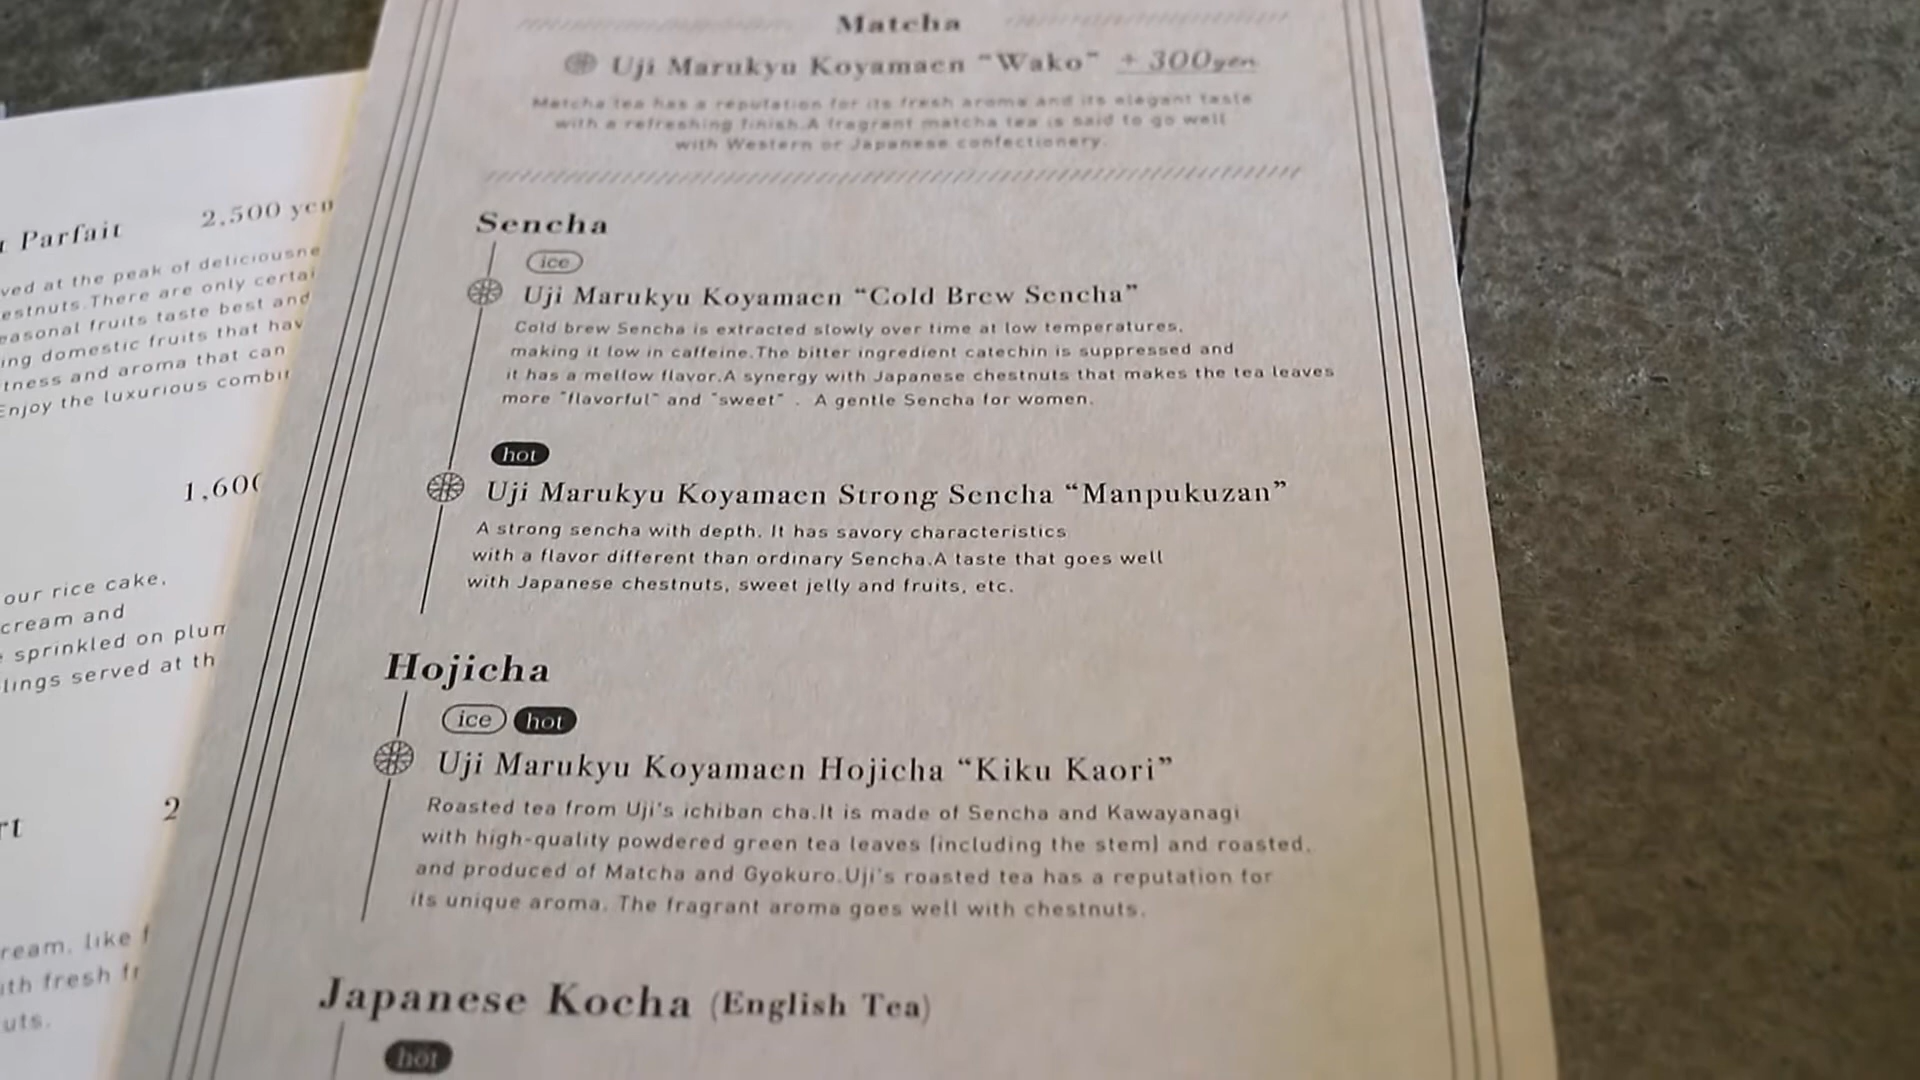 Matcha
Uji Marukyu Koyamaen “Wako” + 300yen
Matcha tea has a reputation for its fresh aroma and its elegant taste
with a refreshing finish.A fragrant matcha tea is said to go well
with Western or Japanese confectionery.
Sencha
ice
Uji Marukyu Koyamaen “Cold Brew Sencha”
Cold brew Sencha is extracted slowly over time at low temperatures,
making it low in caffeine.The bitter ingredient catechin is suppressed and
it has a mellow flavor.A synergy with Japanese chestnuts that makes the tea leaves
more “flavorful” and “sweet” . A gentle Sencha for women.
hot
Uji Marukyu Koyamaen Strong Sencha “Manpukuzan”
A strong sencha with depth. It has savory characteristics
with a flavor different than ordinary Sencha.A taste that goes well
with Japanese chestnuts, sweet jelly and fruits, etc.
Hojicha
ice hot
Uji Marukyu Koyamaen Hojicha “Kiku Kaori”
Roasted tea from Uji's ichiban cha.It is made of Sencha and Kawayanagi
with high-quality powdered green tea leaves (including the stem) and roasted,
and produced of Matcha and Gyokuro.Uji's roasted tea has a reputation for
its unique aroma. The fragrant aroma goes well with chestnuts.
Japanese Kocha (English Tea)
hot
t Parfait 2,500 yen
ved at the peak of deliciousne
estnuts.There are only certai
easonal fruits taste best and
ing domestic fruits that hav
tness and aroma that can
Enjoy the luxurious combi
1,600
our rice cake,
cream and
sprinkled on plum
lings served at th
rt 2
ream, like f
ith fresh fr
uts.